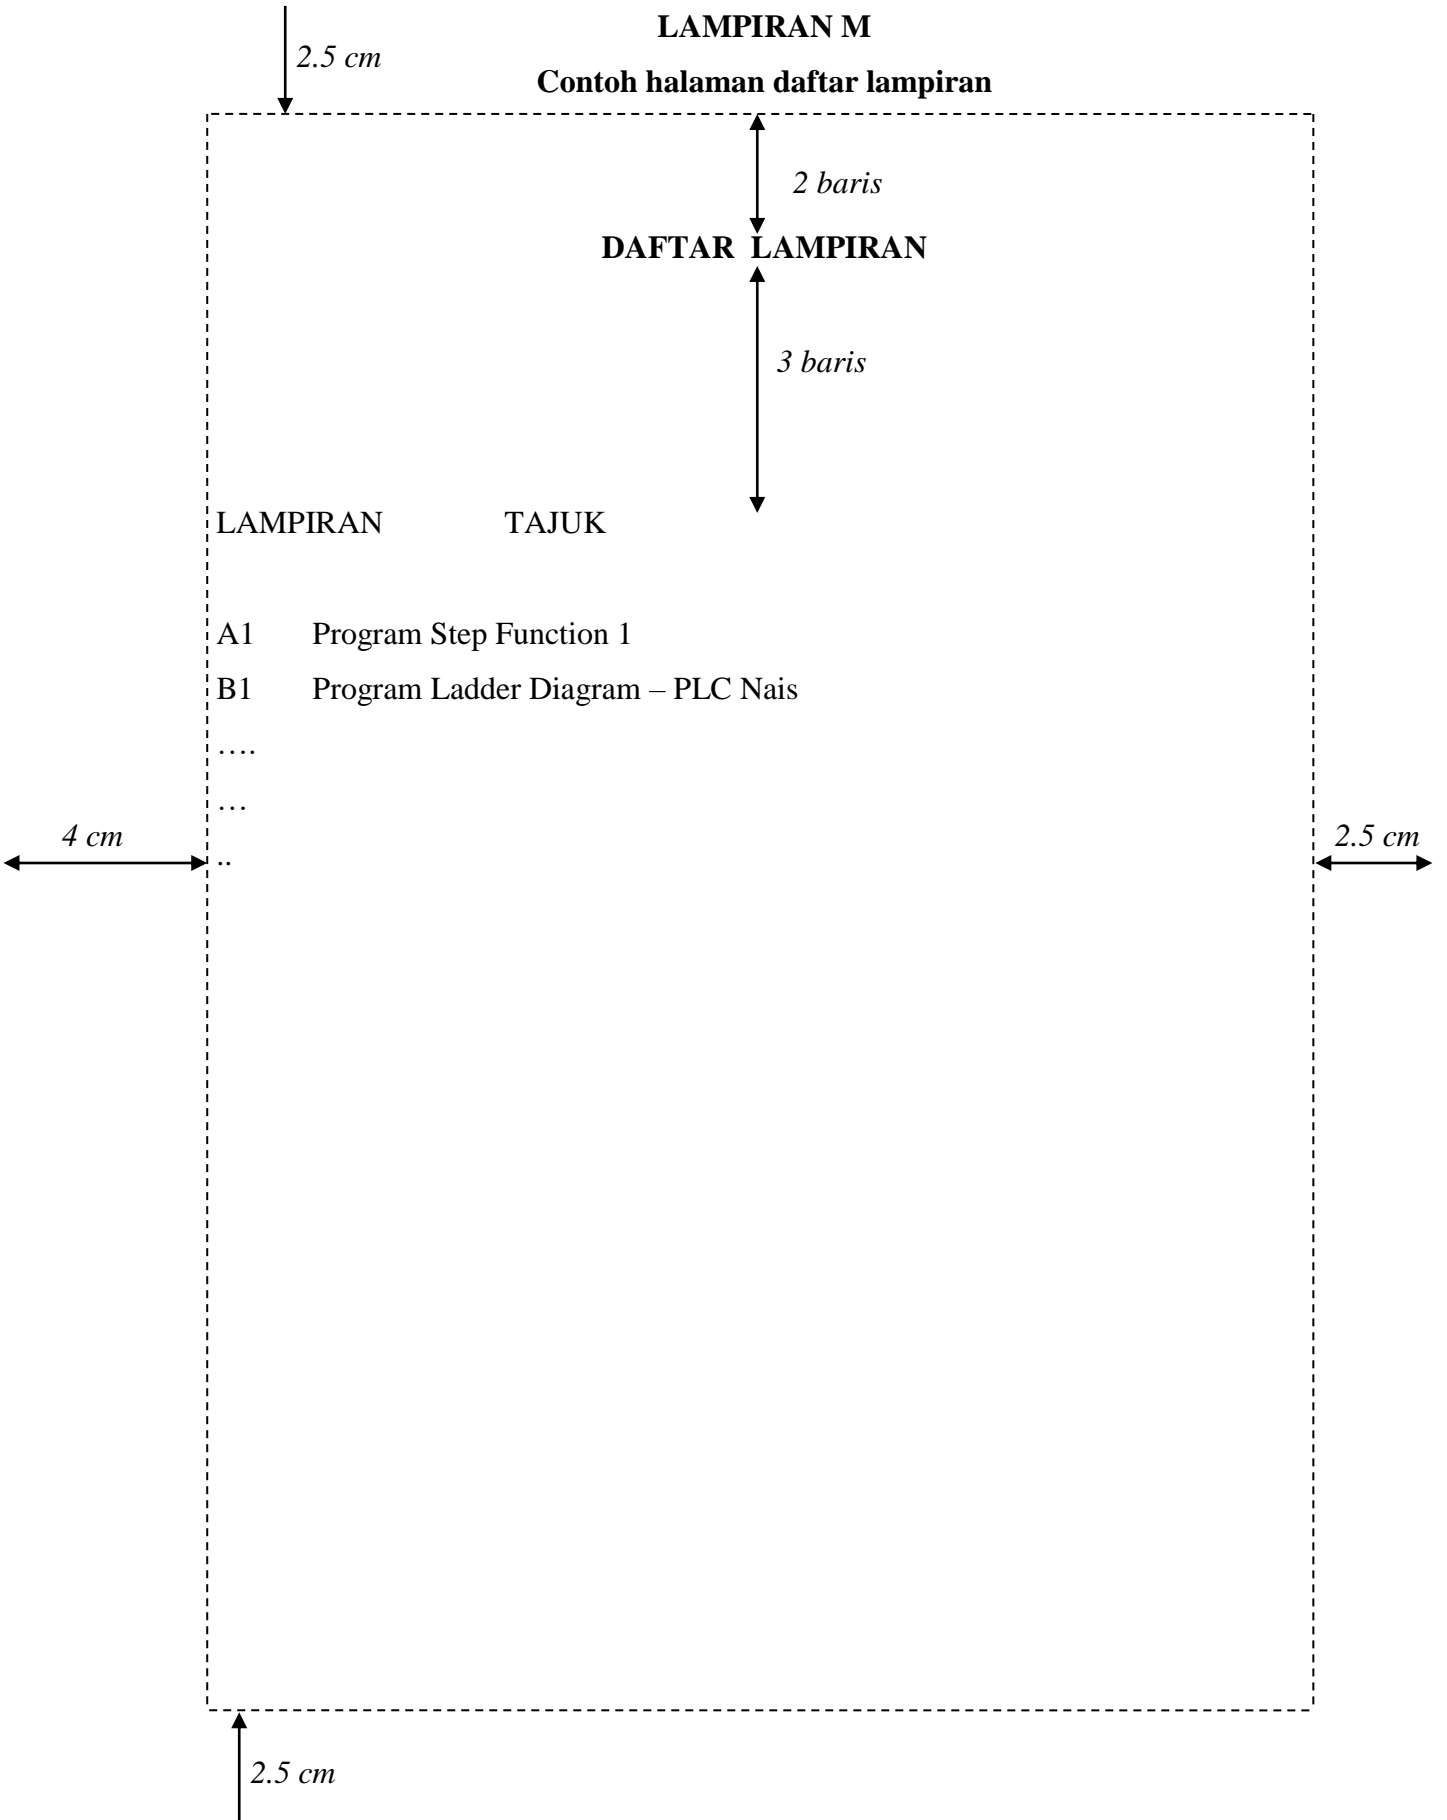 LAMPIRAN M
2.5 cm
Contoh halaman daftar lampiran
2 baris
DAFTAR LAMPIRAN
3 baris
LAMPIRAN TAJUK
A1 Program Step Function 1
B1 Program Ladder Diagram – PLC Nais
….
…
4 cm
2.5 cm
..
2.5 cm